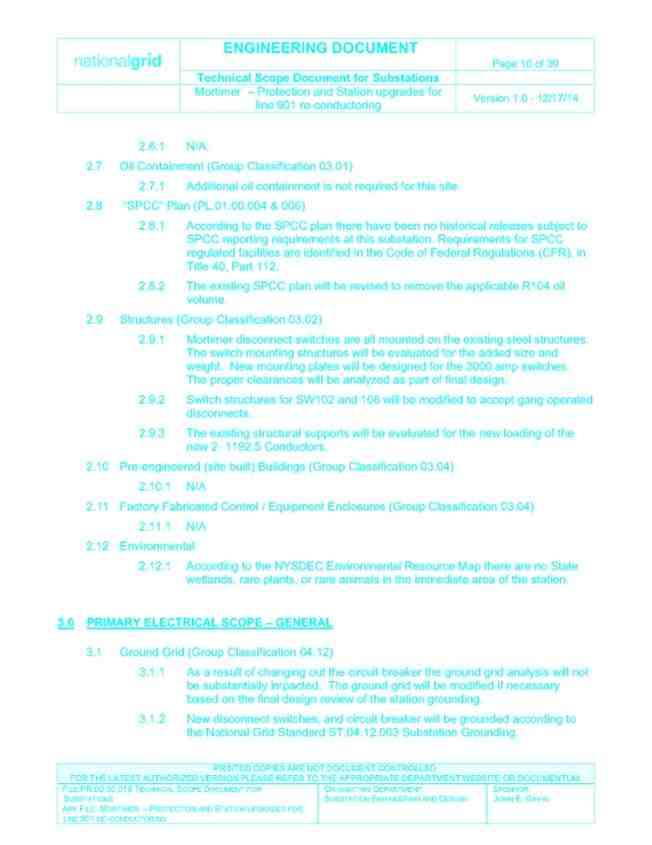 nationalgrid
ENGINEERING DOCUMENT
Page 10 of 39
Technical Scope Document for Substations
Mortimer – Protection and Station upgrades for
line 901 re-conductoring
Version 1.0 - 12/17/14
2.6.1 N/A
2.7 Oil Containment (Group Classification 03.01)
2.7.1 Additional oil containment is not required for this site.
2.8 "SPCC" Plan (PL.01.00.004 & 006)
2.8.1 According to the SPCC plan there have been no historical releases subject to
SPCC reporting requirements at this substation. Requirements for SPCC
regulated facilities are identified in the Code of Federal Regulations (CFR), in
Title 40, Part 112.
2.8.2 The existing SPCC plan will be revised to remove the applicable R104 oil
volume.
2.9 Structures (Group Classification 03.02)
2.9.1 Mortimer disconnect switches are all mounted on the existing steel structures.
The switch mounting structures will be evaluated for the added size and
weight. New mounting plates will be designed for the 3000 amp switches.
The proper clearances will be analyzed as part of final design.
2.9.2 Switch structures for SW102 and 106 will be modified to accept gang operated
disconnects.
2.9.3 The existing structural supports will be evaluated for the new loading of the
new 2- 1192.5 Conductors.
2.10 Pre-engineered (site built) Buildings (Group Classification 03.04)
2.10.1 N/A
2.11 Factory Fabricated Control / Equipment Enclosures (Group Classification 03.04)
2.11.1 N/A
2.12 Environmental
2.12.1 According to the NYSDEC Environmental Resource Map there are no State
wetlands, rare plants, or rare animals in the immediate area of the station.
3.0 PRIMARY ELECTRICAL SCOPE – GENERAL
3.1 Ground Grid (Group Classification 04.12)
3.1.1 As a result of changing out the circuit breaker the ground grid analysis will not
be substantially impacted. The ground grid will be modified if necessary
based on the final design review of the station grounding.
3.1.2 New disconnect switches, and circuit breaker will be grounded according to
the National Grid Standard ST.04.12.003 Substation Grounding.
PRINTED COPIES ARE NOT DOCUMENT CONTROLLED.
FOR THE LATEST AUTHORIZED VERSION PLEASE REFER TO THE APPROPRIATE DEPARTMENT WEBSITE OR DOCUMENTUM.
TECHNICAL SCOPE DOCUMENT FOR
SUBSTATIONS
MORTIMER – PROTECTION AND STATION UPGRADES FOR
LINE 901 RE-CONDUCTORING
ORIGINATING DEPARTMENT:
SUBSTATION ENGINEERING AND DESIGN
SPONSOR:
JOHN E.